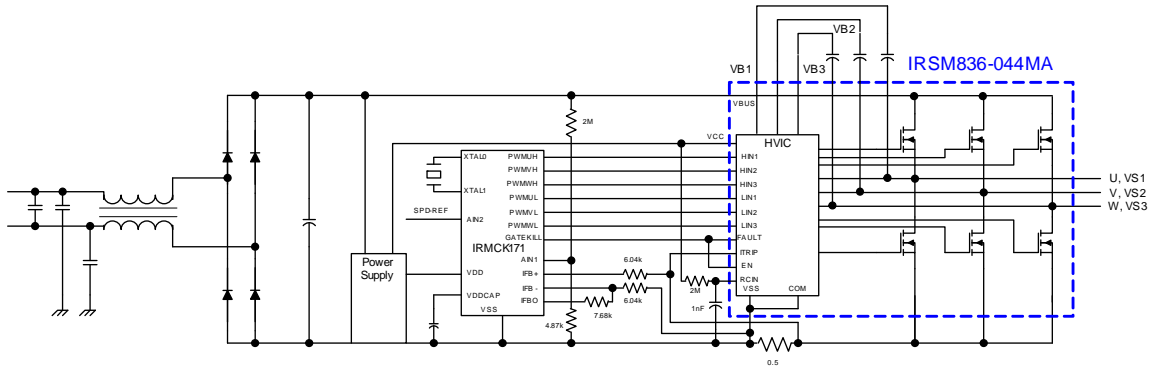 VB2
VB1
VB3
IRSM836-044MA
VBUS
2M
VCC
HVIC
XTAL0
XTAL1
SPD-REF
AIN2
IRMCK171
VDD
VDDCAP
VSS
PWMUH
PWMVH
PWMWH
PWMUL
PWMVL
PWMWL
GATEKILL
AIN1
IFB+
IFB -
IFBO
HIN1
HIN2
HIN3
LIN1
LIN2
LIN3
FAULT
ITRIP
EN
RCIN
VSS
COM
U, VS1
V, VS2
W, VS3
Power
Supply
6.04k
6.04k
7.68k
4.87k
2M
1nF
0.5